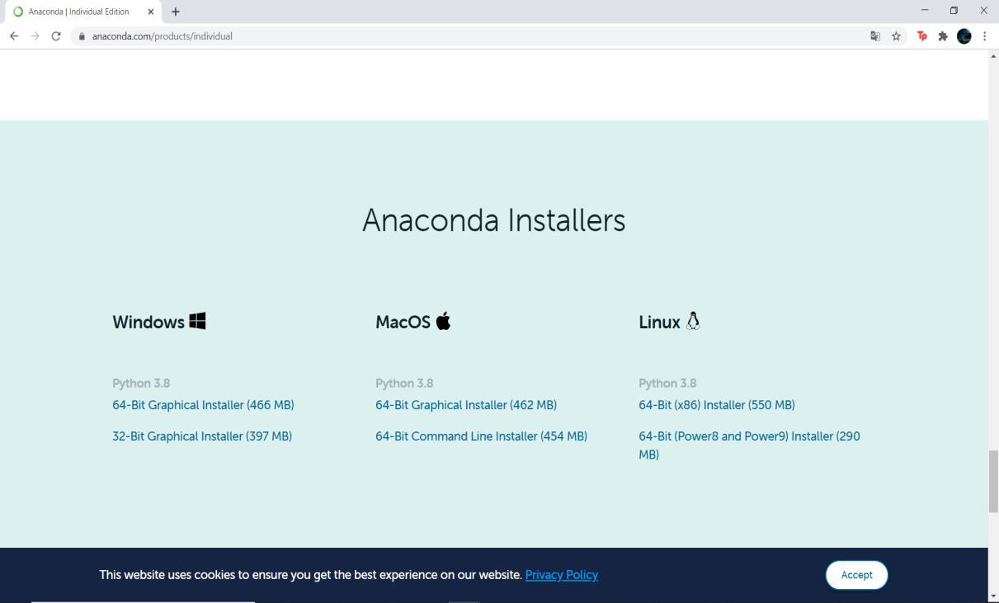 Anaconda | Individual Edition
anaconda.com/products/individual
Tp
Anaconda Installers
Windows
MacOS
Linux
Python 3.8
64-Bit Graphical Installer (466 MB)
32-Bit Graphical Installer (397 MB)
Python 3.8
64-Bit Graphical Installer (462 MB)
64-Bit Command Line Installer (454 MB)
Python 3.8
64-Bit (x86) Installer (550 MB)
64-Bit (Power8 and Power9) Installer (290
MB)
This website uses cookies to ensure you get the best experience on our website. Privacy Policy
Accept